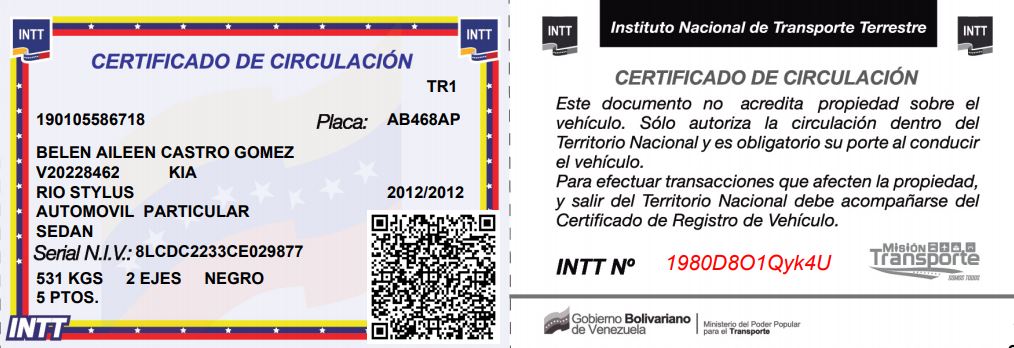 INTT
INTT
CERTIFICADO DE CIRCULACIÓN
TR1
190105586718 Placa: AB468AP
BELEN AILEEN CASTRO GOMEZ
V20228462 KIA
RIO STYLUS 2012/2012
AUTOMOVIL PARTICULAR
SEDAN
Serial N.I.V.: 8LCDC2233CE029877
531 KGS 2 EJES NEGRO
5 PTOS.
INTT
INTT
Instituto Nacional de Transporte Terrestre
INTT
CERTIFICADO DE CIRCULACIÓN
Este documento no acredita propiedad sobre el
vehículo. Sólo autoriza la circulación dentro del
Territorio Nacional y es obligatorio su porte al conducir
el vehículo.
Para efectuar transacciones que afecten la propiedad,
y salir del Territorio Nacional debe acompañarse del
Certificado de Registro de Vehículo.
INTT Nº 1980D8O1Qyk4U
Misión
Transporte
SOMOS TODOS
Gobierno Bolivariano
de Venezuela
Ministerio del Poder Popular
para el Transporte